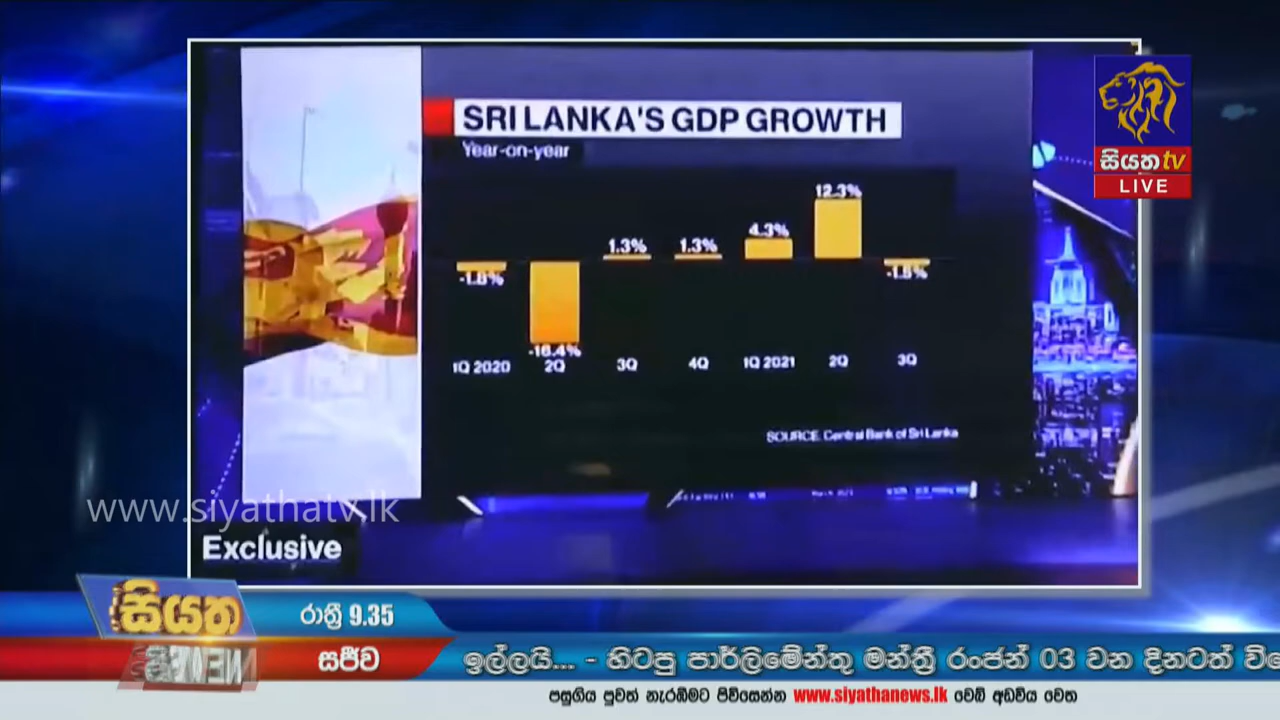 SRI LANKA'S GDP GROWTH
Year-on-year
-1.8%
-16.4%
1.3%
1.3%
4.3%
12.3%
-1.5%
1Q 2020 2Q 3Q 4Q 1Q 2021 2Q 3Q
SOURCE: Central Bank of Sri Lanka
සියත tv
LIVE
www.siyathatv.lk
Exclusive
සියත
NEWS
රාත්‍රී 9.35
සජීව
ඉල්ලයි... - හිටපු පාර්ලිමේන්තු මන්ත්‍රී රංජන් 03 වන දිනටත්
පසුගිය පුවත් නැරඹීමට පිවිසෙන්න www.siyathanews.lk වෙබ් අඩවිය වෙත